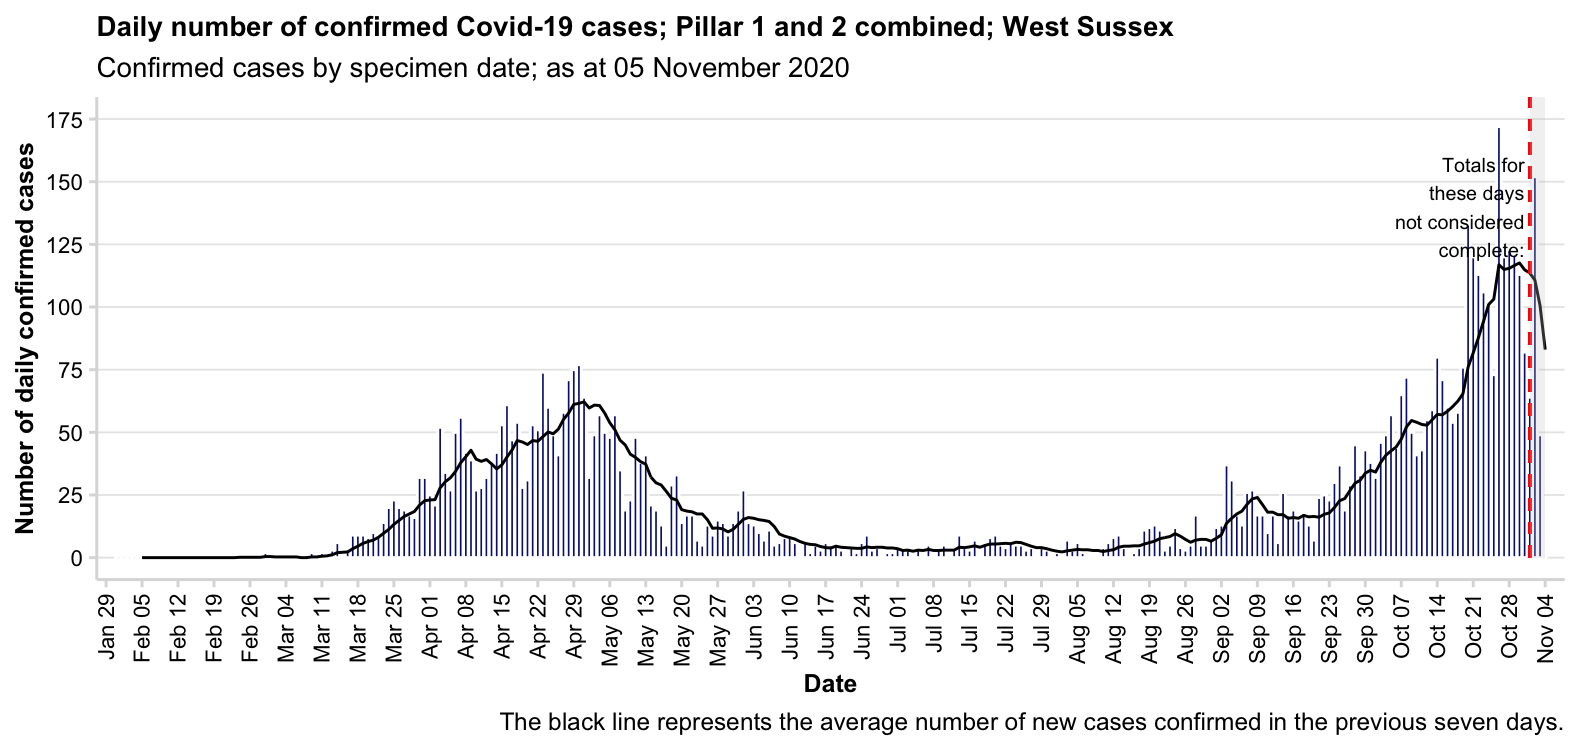 Daily number of confirmed Covid-19 cases; Pillar 1 and 2 combined; West Sussex
Confirmed cases by specimen date; as at 05 November 2020
Number of daily confirmed cases
175
150
125
100
75
50
25
0
Totals for
these days
not considered
complete:
Jan 29
Feb 05
Feb 12
Feb 19
Feb 26
Mar 04
Mar 11
Mar 18
Mar 25
Apr 01
Apr 08
Apr 15
Apr 22
Apr 29
May 06
May 13
May 20
May 27
Jun 03
Jun 10
Jun 17
Jun 24
Jul 01
Jul 08
Jul 15
Jul 22
Jul 29
Aug 05
Aug 12
Aug 19
Aug 26
Sep 02
Sep 09
Sep 16
Sep 23
Sep 30
Oct 07
Oct 14
Oct 21
Oct 28
Nov 04
Date
The black line represents the average number of new cases confirmed in the previous seven days.